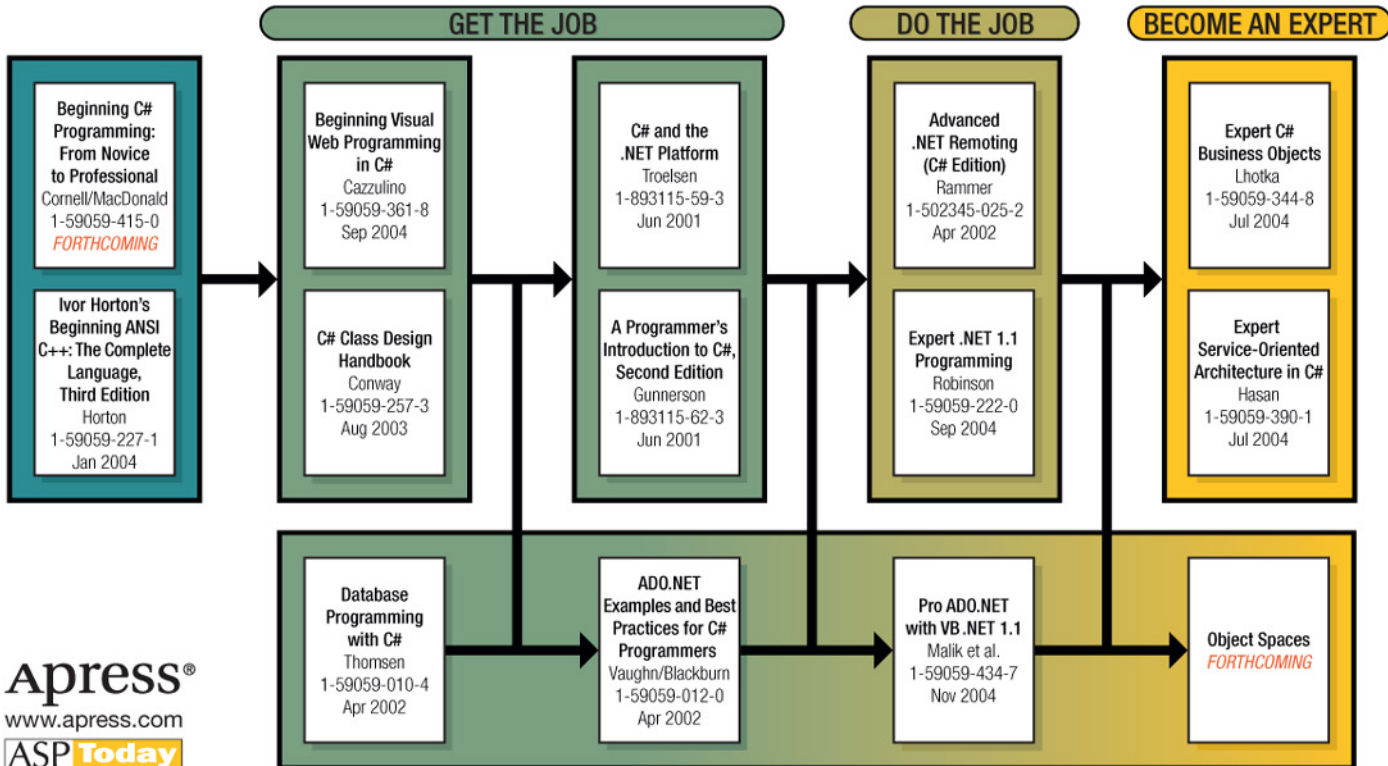 GET THE JOB
DO THE JOB
BECOME AN EXPERT
Beginning C#
Programming:
From Novice
to Professional
Cornell/MacDonald
1-59059-415-0
FORTHCOMING
Ivor Horton's
Beginning ANSI
C++: The Complete
Language,
Third Edition
Horton
1-59059-227-1
Jan 2004
Beginning Visual
Web Programming
in C#
Cazzulino
1-59059-361-8
Sep 2004
C# Class Design
Handbook
Conway
1-59059-257-3
Aug 2003
C# and the
.NET Platform
Troelsen
1-893115-59-3
Jun 2001
A Programmer's
Introduction to C#,
Second Edition
Gunnerson
1-893115-62-3
Jun 2001
Advanced
.NET Remoting
(C# Edition)
Rammer
1-502345-025-2
Apr 2002
Expert .NET 1.1
Programming
Robinson
1-59059-222-0
Sep 2004
Expert C#
Business Objects
Lhotka
1-59059-344-8
Jul 2004
Expert
Service-Oriented
Architecture in C#
Hasan
1-59059-390-1
Jul 2004
Database
Programming
with C#
Thomsen
1-59059-010-4
Apr 2002
ADO.NET
Examples and Best
Practices for C#
Programmers
Vaughn/Blackburn
1-59059-012-0
Apr 2002
Pro ADO.NET
with VB.NET 1.1
Malik et al.
1-59059-434-7
Nov 2004
Object Spaces
FORTHCOMING
Apress®
www.apress.com
ASP Today